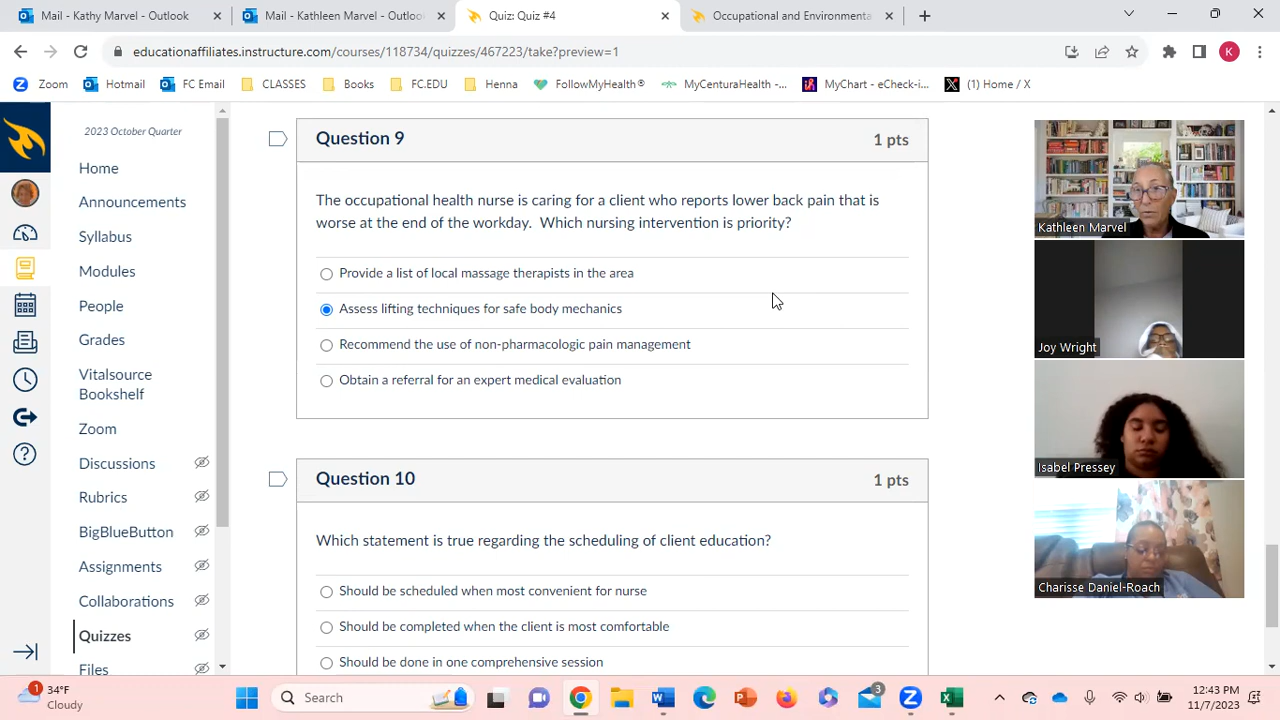 Mail - Kathy Marvel - Outlook
Mail - Kathleen Marvel - Outloo
Quiz: Quiz #4
Occupational and Environmenta
educationaffiliates.instructure.com/courses/118734/quizzes/467223/take?preview=1
K
Zoom
Hotmail
FC Email
CLASSES
Books
FC.EDU
Henna
FollowMyHealth®
MyCenturaHealth -...
MyChart - eCheck-i...
(1) Home / X
2023 October Quarter
Home
Announcements
Syllabus
Modules
People
Grades
Vitalsource
Bookshelf
Zoom
Discussions
Rubrics
BigBlueButton
Assignments
Collaborations
Quizzes
Files
Question 9
1 pts
The occupational health nurse is caring for a client who reports lower back pain that is
worse at the end of the workday. Which nursing intervention is priority?
Provide a list of local massage therapists in the area
Assess lifting techniques for safe body mechanics
Recommend the use of non-pharmacologic pain management
Obtain a referral for an expert medical evaluation
Question 10
1 pts
Which statement is true regarding the scheduling of client education?
Should be scheduled when most convenient for nurse
Should be completed when the client is most comfortable
Should be done in one comprehensive session
Kathleen Marvel
Joy Wright
Isabel Pressey
Charisse Daniel-Roach
1
34°F
Cloudy
Search
3
12:43 PM
11/7/2023